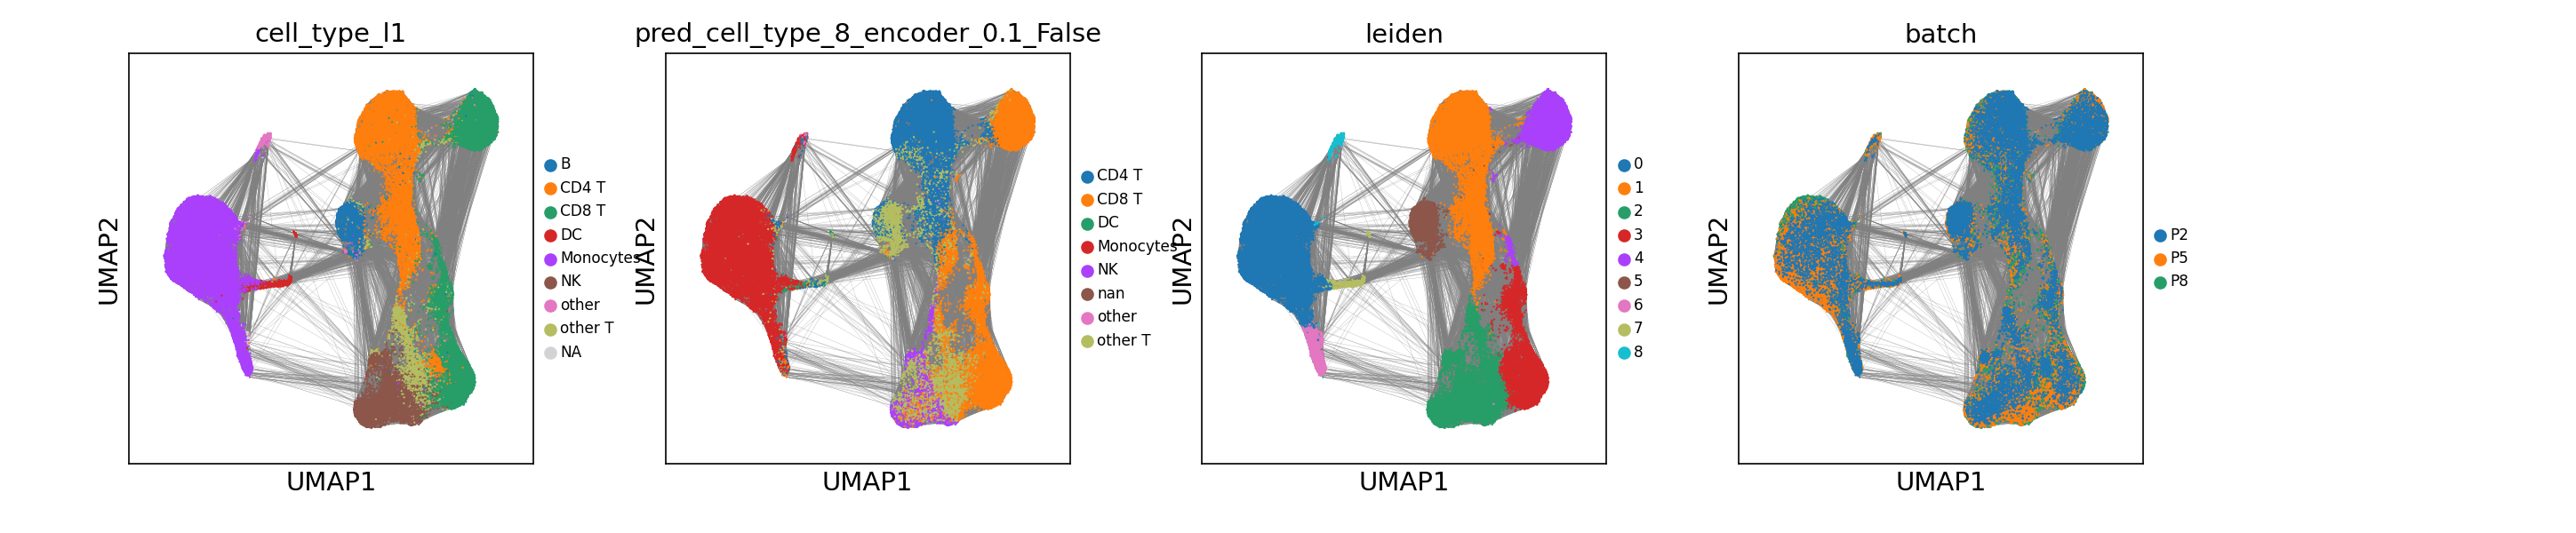 cell_type_l1
UMAP2
UMAP1
B
CD4 T
CD8 T
DC
Monocytes
NK
other
other T
NA
pred_cell_type_8_encoder_0.1_False
UMAP2
UMAP1
CD4 T
CD8 T
DC
Monocytes
NK
nan
other
other T
leiden
UMAP2
UMAP1
0
1
2
3
4
5
6
7
8
batch
UMAP2
UMAP1
P2
P5
P8